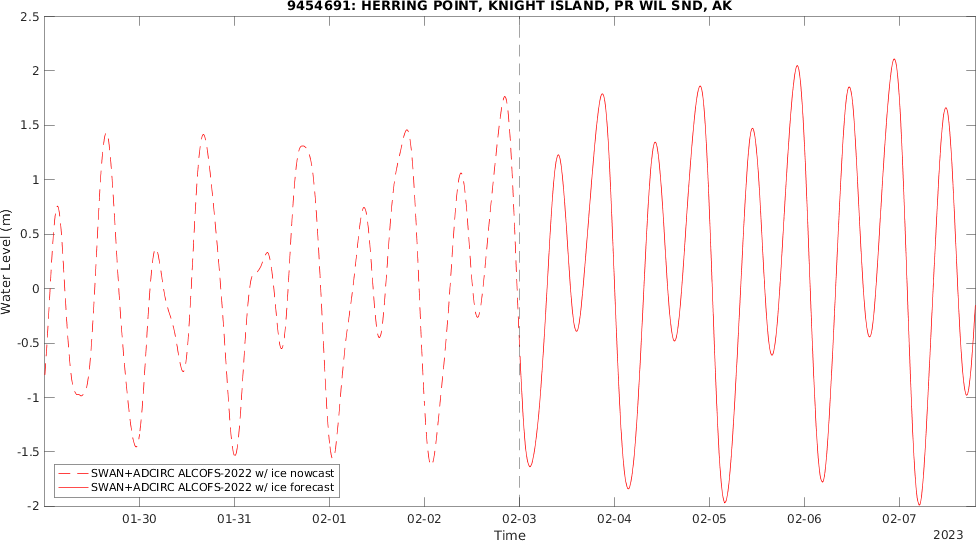 9454691: HERRING POINT, KNIGHT ISLAND, PR WIL SND, AK
2.5
2
1.5
1
0.5
0
-0.5
-1
-1.5
-2
Water Level (m)
SWAN+ADCIRC ALCOFS-2022 w/ ice nowcast
SWAN+ADCIRC ALCOFS-2022 w/ ice forecast
01-30 01-31 02-01 02-02 02-03 02-04 02-05 02-06 02-07
Time
2023